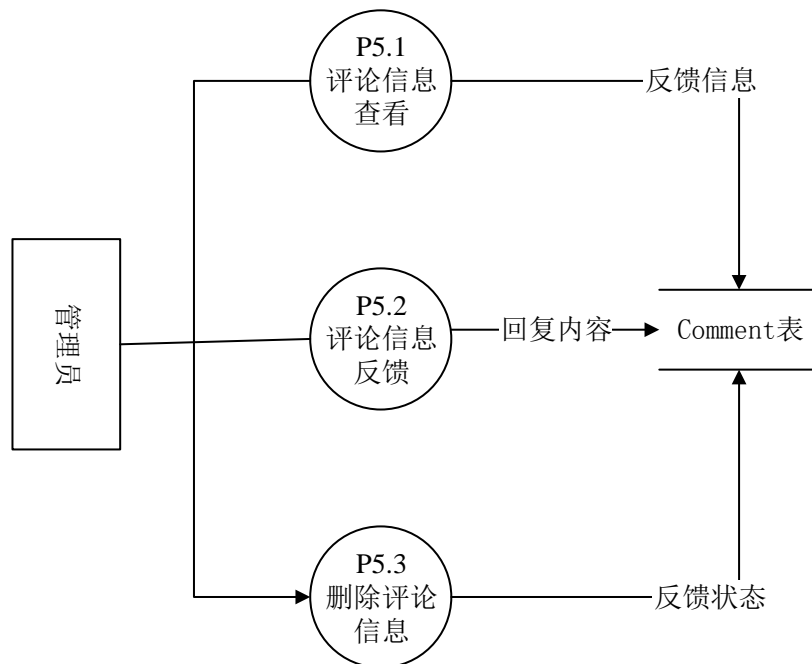 P5.1
评论信息
查看
反馈信息
管理员
P5.2
评论信息
反馈
回复内容
Comment表
P5.3
删除评论
信息
反馈状态